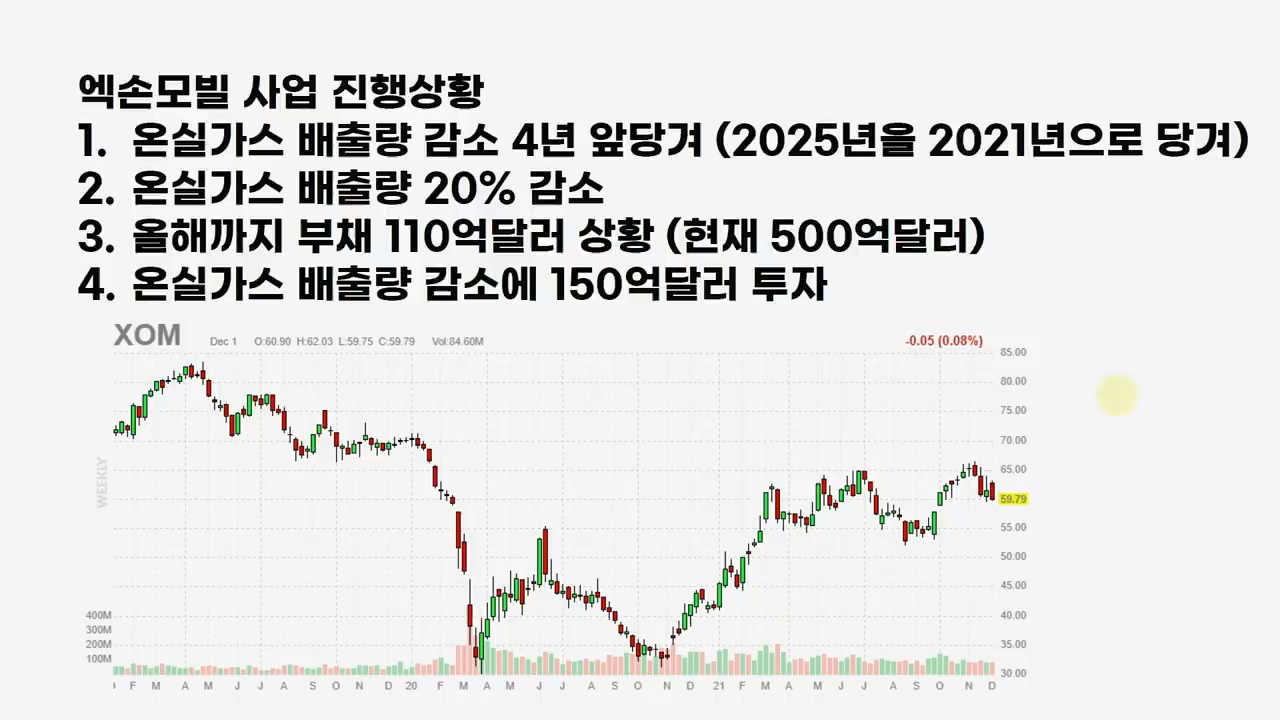 엑손모빌 사업 진행상황
1. 온실가스 배출량 감소 4년 앞당겨 (2025년을 2021년으로 당겨)
2. 온실가스 배출량 20% 감소
3. 올해까지 부채 110억달러 상황 (현재 500억달러)
4. 온실가스 배출량 감소에 150억달러 투자
XOM Dec 1 O:60.90 H:62.03 L:59.75 C:59.79 Vol:84.60M -0.05 (0.08%)
85.00
80.00
75.00
70.00
WEEKLY
65.00
59.79
55.00
50.00
45.00
400M 40.00
300M
200M 35.00
100M
30.00
F M A M J J A S O N D 20 F M A M J J A S O N D 21 F M A M J J A S O N D